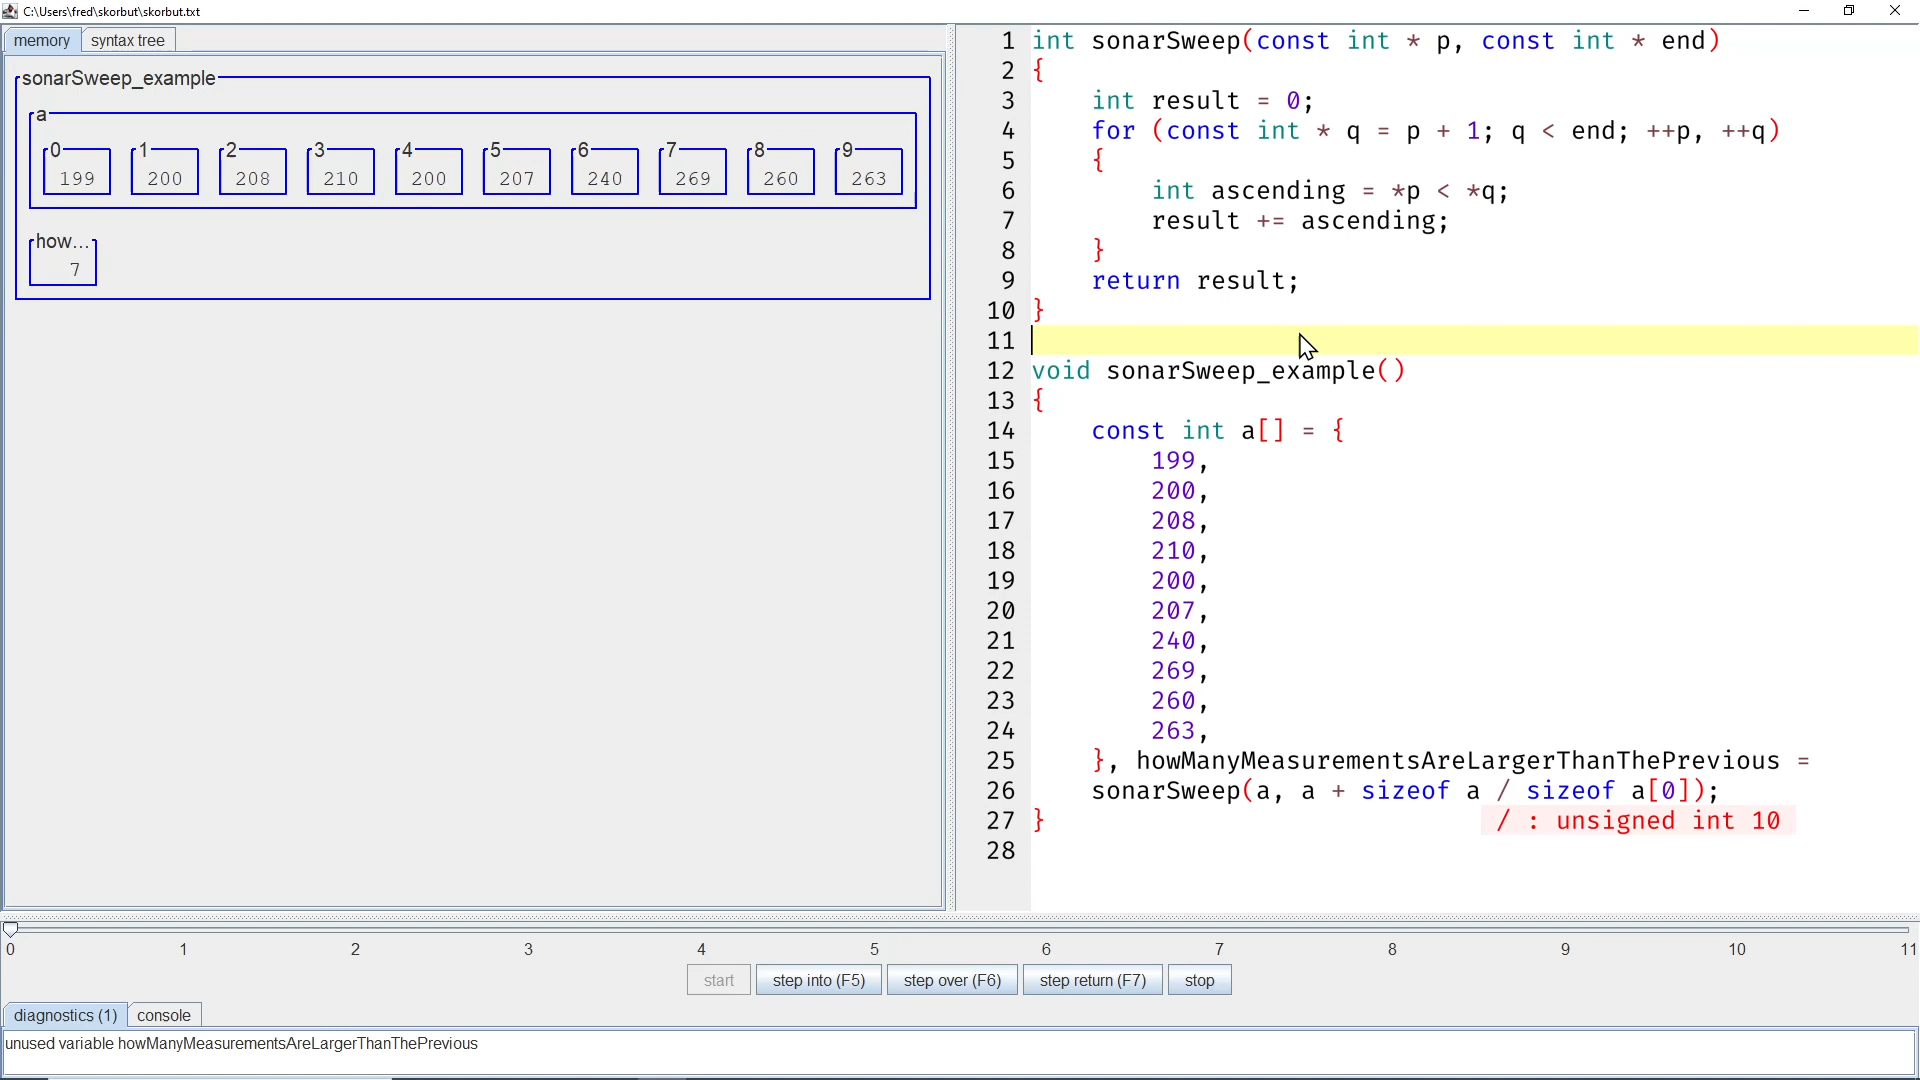 C:\Users\fred\skorbut\skorbut.txt
memory syntax tree
sonarSweep_example
a
0 1 2 3 4 5 6 7 8 9
199 200 208 210 200 207 240 269 260 263
how...
7
1 int sonarSweep(const int * p, const int * end)
2 {
3     int result = 0;
4     for (const int * q = p + 1; q < end; ++p, ++q)
5     {
6         int ascending = *p < *q;
7         result += ascending;
8     }
9     return result;
10 }
11
12 void sonarSweep_example()
13 {
14     const int a[] = {
15         199,
16         200,
17         208,
18         210,
19         200,
20         207,
21         240,
22         269,
23         260,
24         263,
25     }, howManyMeasurementsAreLargerThanThePrevious =
26     sonarSweep(a, a + sizeof a / sizeof a[0]);
27 } / : unsigned int 10
28
0 1 2 3 4 5 6 7 8 9 10 11
start step into (F5) step over (F6) step return (F7) stop
diagnostics (1) console
unused variable howManyMeasurementsAreLargerThanThePrevious